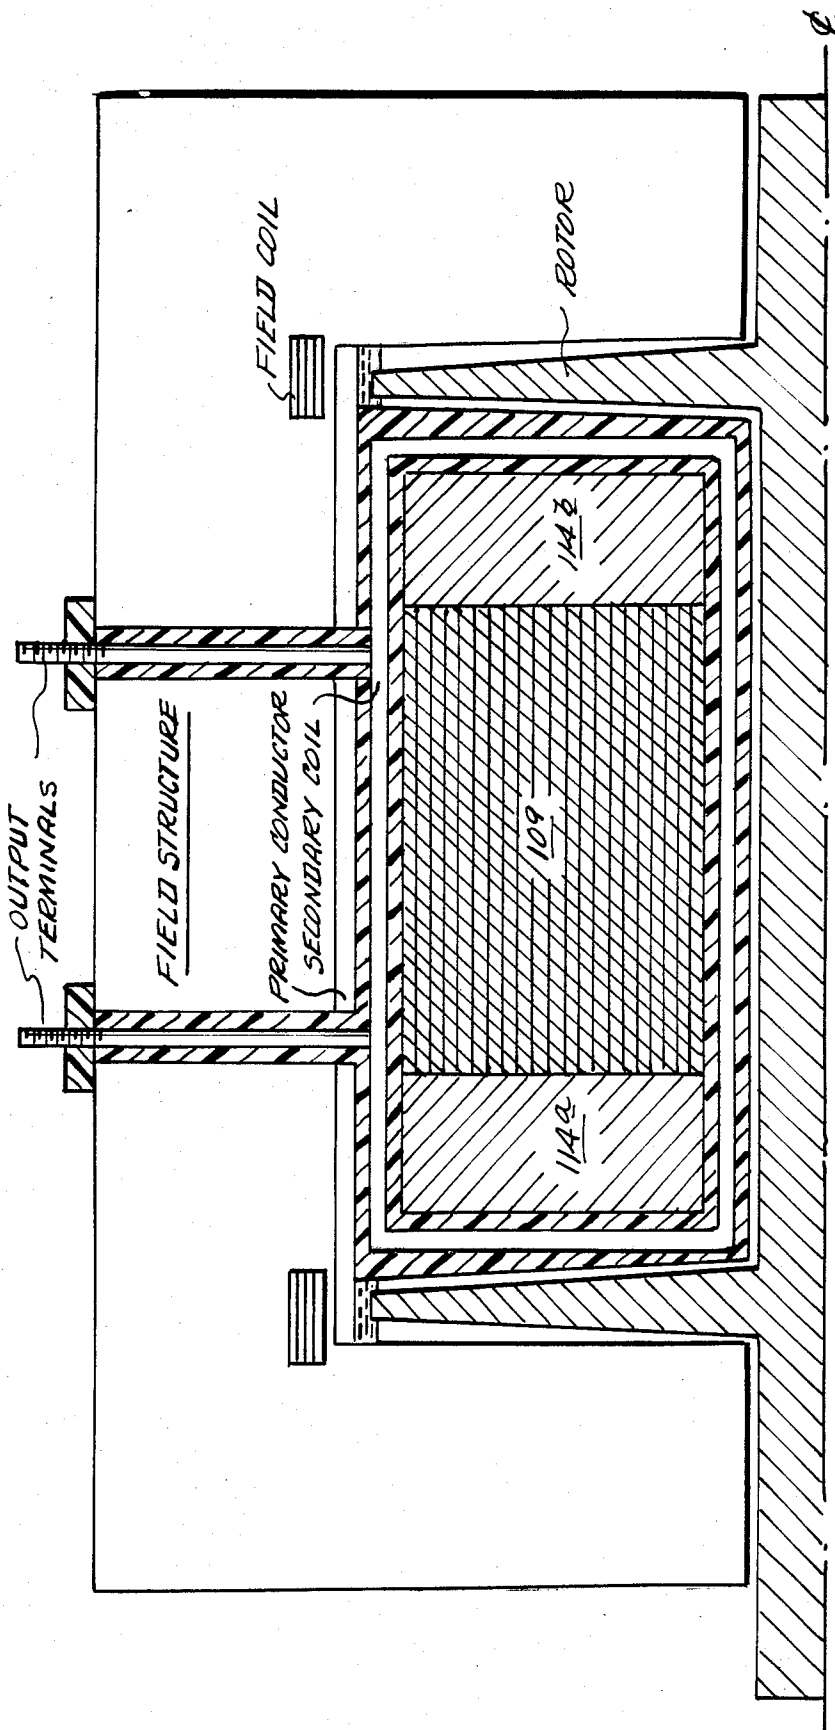 OUTPUT
TERMINALS
FIELD STRUCTURE
PRIMARY CONDUCTOR
SECONDARY COIL
FIELD COIL
ROTOR
114a
109
114b
℄